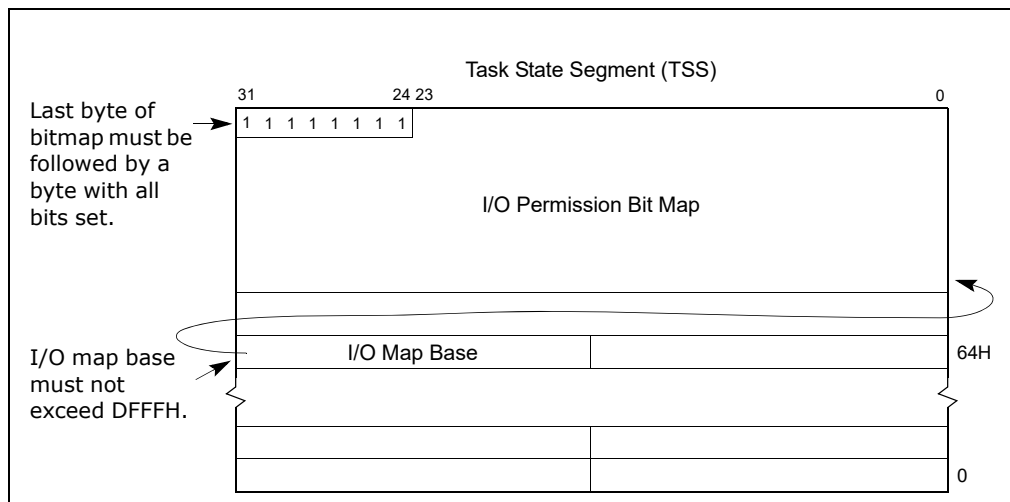 Task State Segment (TSS)
31 24 23 0
Last byte of
bitmap must be
followed by a
byte with all
bits set.
1 1 1 1 1 1 1 1
I/O Permission Bit Map
I/O map base
must not
exceed DFFFH.
I/O Map Base
64H
0